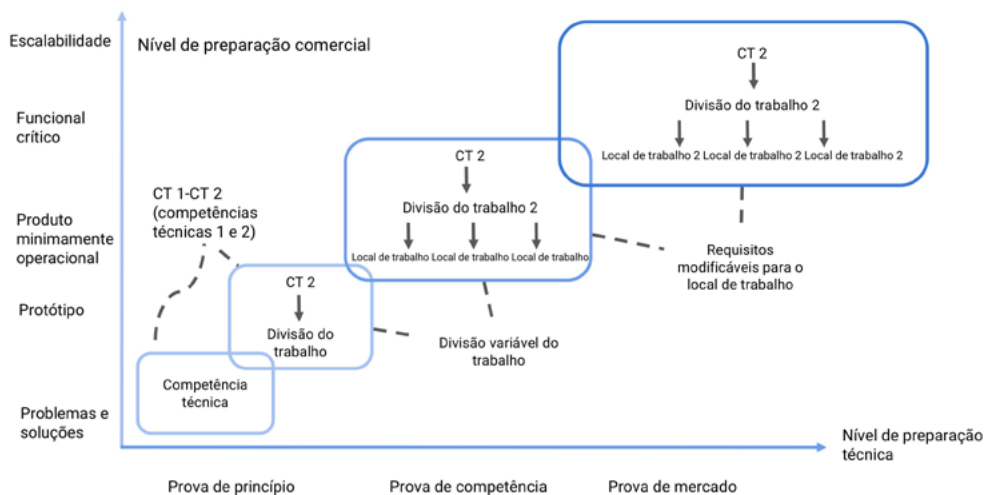 Escalabilidade
Nível de preparação comercial
CT 2
Divisão do trabalho 2
Local de trabalho 2 Local de trabalho 2 Local de trabalho 2
Funcional
crítico
CT 2
Divisão do trabalho 2
Local de trabalho Local de trabalho Local de trabalho
CT 1-CT 2
(competências
técnicas 1 e 2)
Produto
minimamente
operacional
Requisitos
modificáveis para o
local de trabalho
Protótipo
CT 2
Divisão do
trabalho
Divisão variável do
trabalho
Competência
técnica
Problemas e
soluções
Nível de preparação
técnica
Prova de princípio
Prova de competência
Prova de mercado